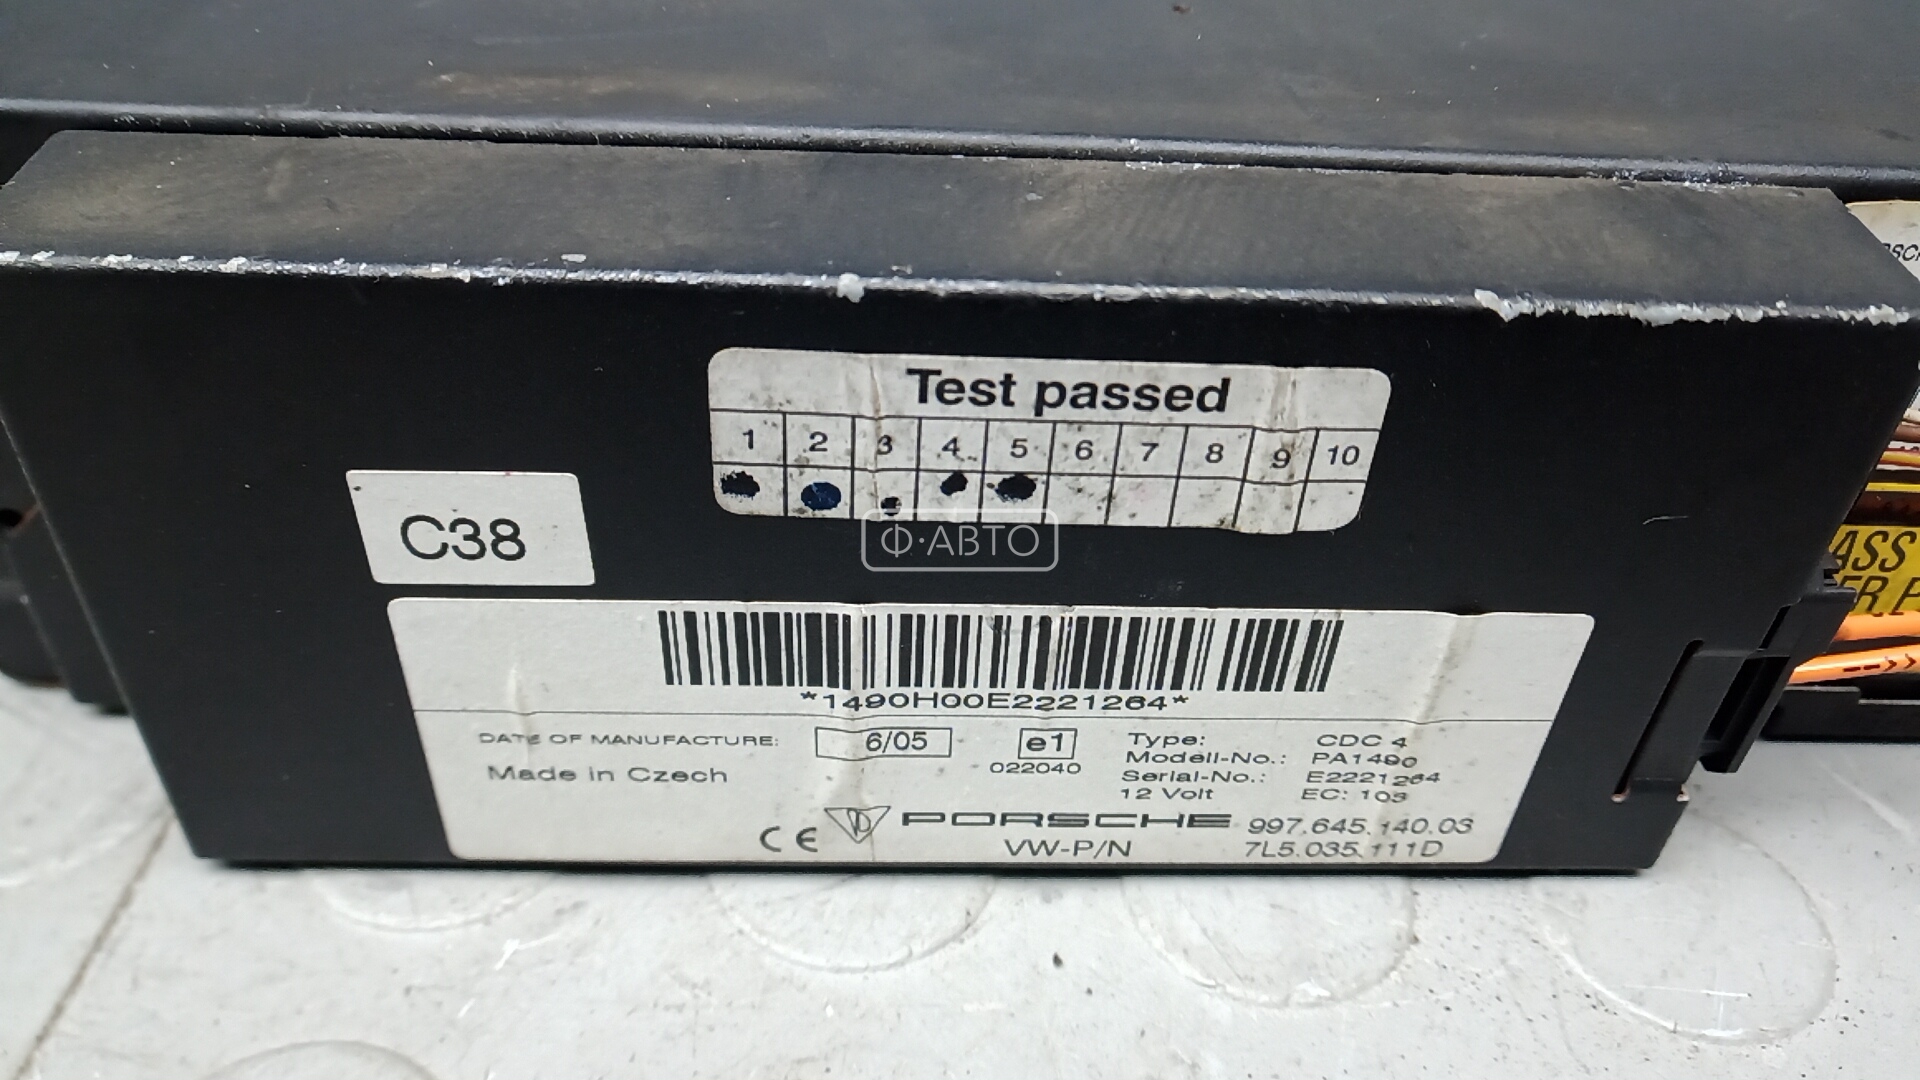 Test passed
1 2 3 4 5 6 7 8 9 10
C38
Ф·АВТО
*1490H00E2221264*
DATE OF MANUFACTURE: 6/05 e1 Type: CDC 4
022040 Modell-No.: PA1490
Made in Czech Serial-No.: E2221264
12 Volt EC: 103
CE PORSCHE 997.645.140.03
VW-P/N 7L5.035.111D
ASS